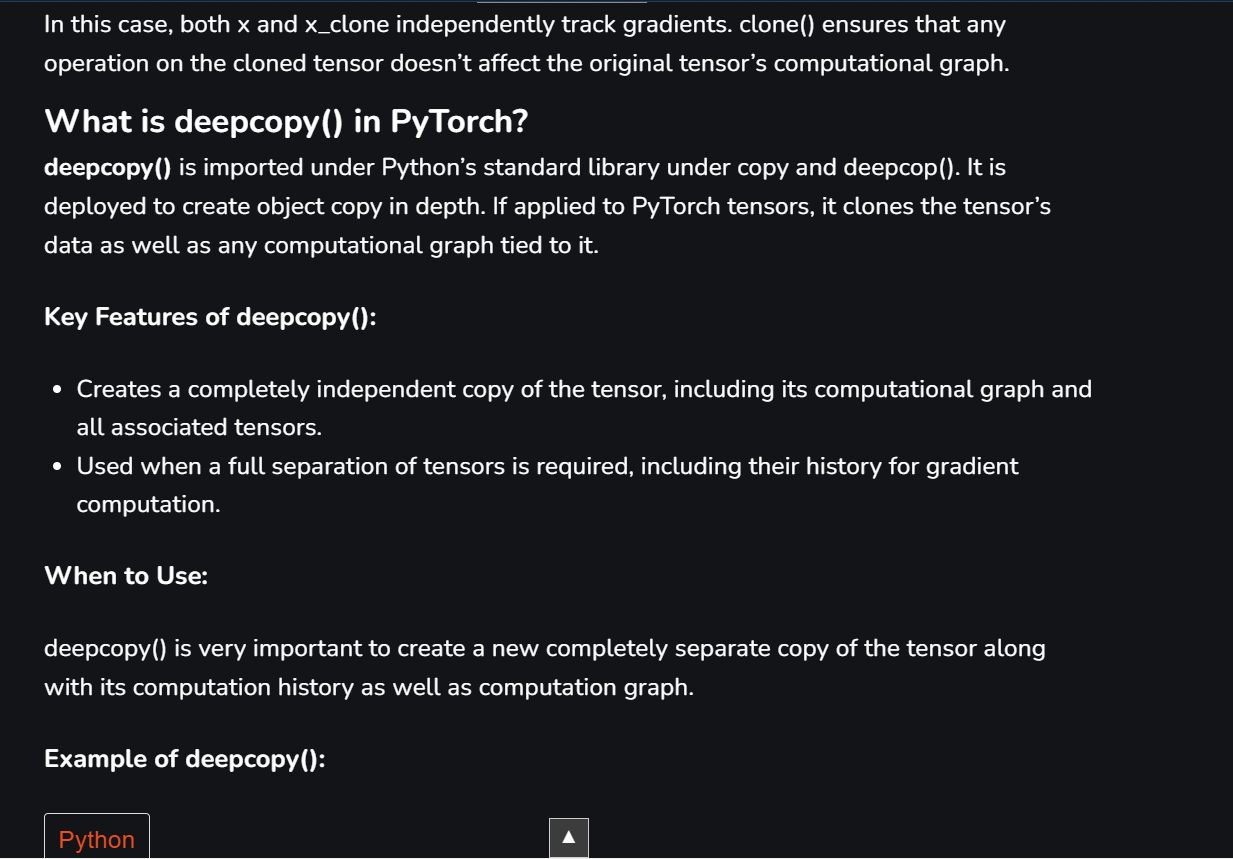 In this case, both x and x_clone independently track gradients. clone() ensures that any
operation on the cloned tensor doesn’t affect the original tensor’s computational graph.
What is deepcopy() in PyTorch?
deepcopy() is imported under Python’s standard library under copy and deepcop(). It is
deployed to create object copy in depth. If applied to PyTorch tensors, it clones the tensor’s
data as well as any computational graph tied to it.
Key Features of deepcopy():
• Creates a completely independent copy of the tensor, including its computational graph and
all associated tensors.
• Used when a full separation of tensors is required, including their history for gradient
computation.
When to Use:
deepcopy() is very important to create a new completely separate copy of the tensor along
with its computation history as well as computation graph.
Example of deepcopy():
Python